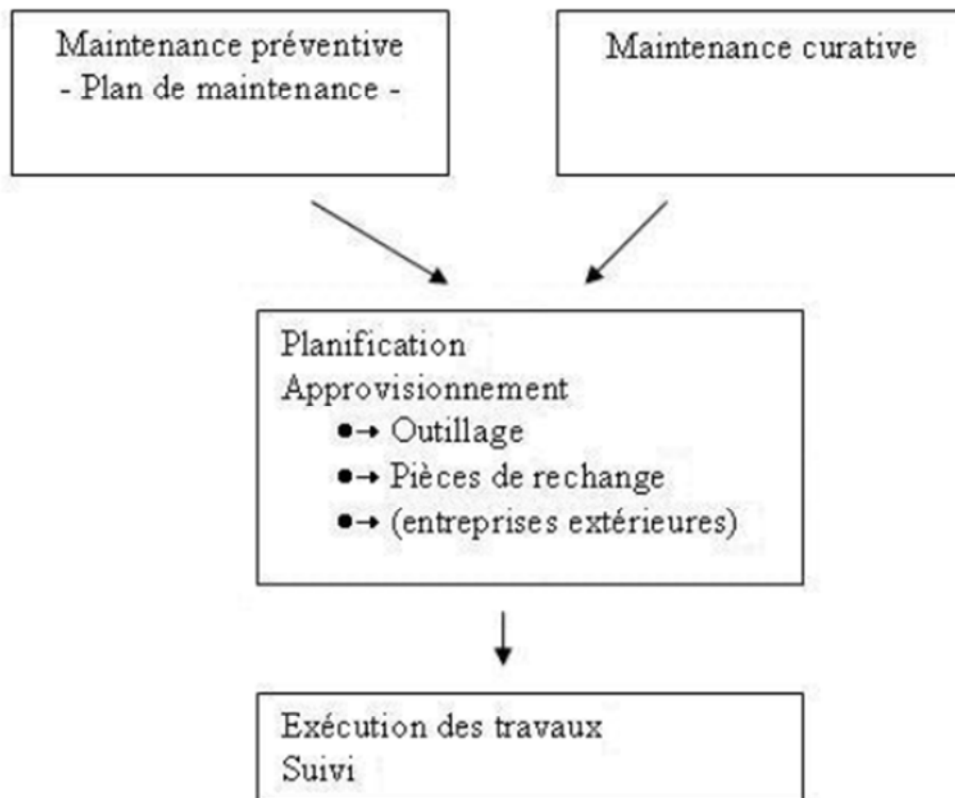 Maintenance préventive
- Plan de maintenance -
Maintenance curative
Planification
Approvisionnement
●→ Outillage
●→ Pièces de rechange
●→ (entreprises extérieures)
Exécution des travaux
Suivi